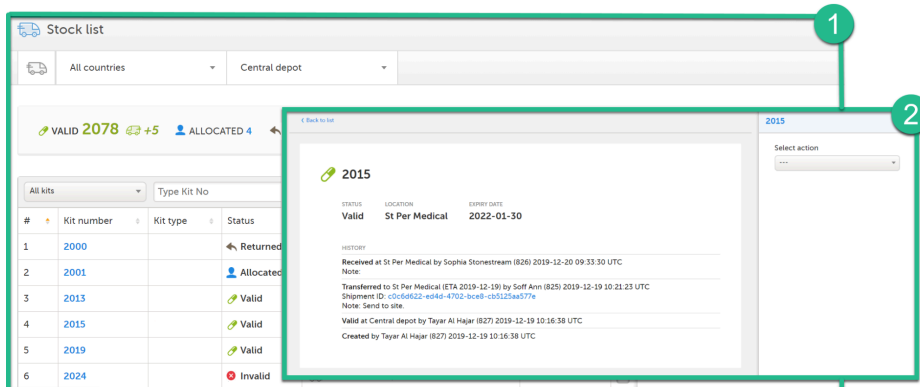 1
Stock list
All countries
Central depot
VALID 2078 +5 ALLOCATED 4
All kits
Type Kit No
# Kit number Kit type Status
1 2000 Returned
2 2001 Allocated
3 2013 Valid
4 2015 Valid
5 2019 Valid
6 2024 Invalid
2
< Back to list
2015
STATUS LOCATION EXPIRY DATE
Valid St Per Medical 2022-01-30
HISTORY
Received at St Per Medical by Sophia Stonestream (826) 2019-12-20 09:33:30 UTC
Note:
Transferred to St Per Medical (ETA 2019-12-19) by Soff Ann (825) 2019-12-19 10:21:23 UTC
Shipment ID: c0c6d622-ed4d-4702-bce8-cb5125aa577e
Note: Send to site.
Valid at Central depot by Tayar Al Hajar (827) 2019-12-19 10:16:38 UTC
Created by Tayar Al Hajar (827) 2019-12-19 10:16:38 UTC
2015
Select action
---